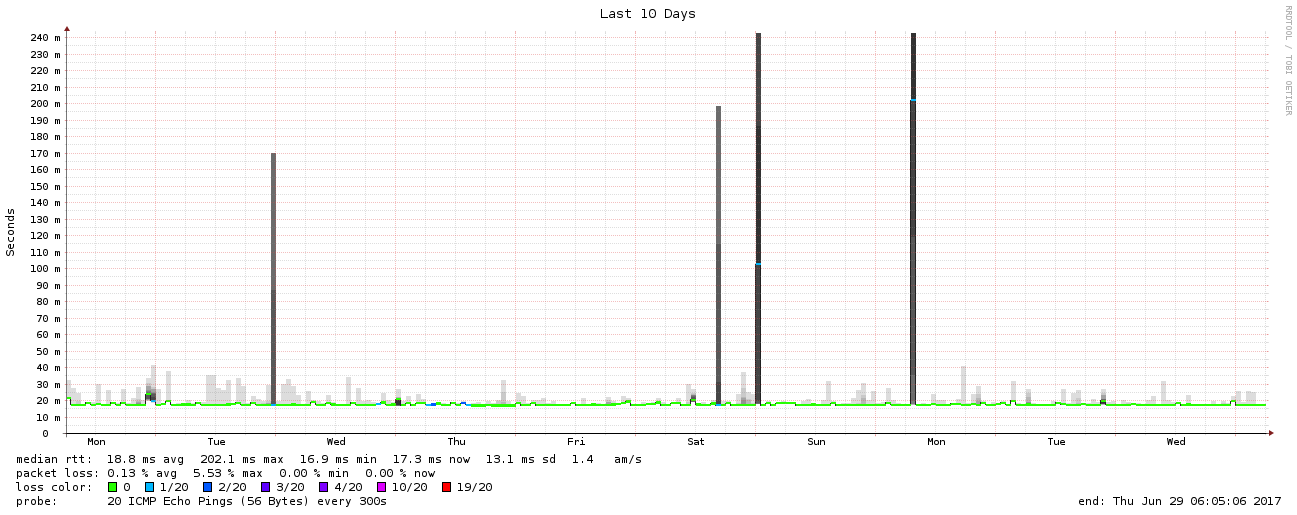 Last 10 Days
RRDTOOL / TOBI OETIKER
Seconds
240 m
230 m
220 m
210 m
200 m
190 m
180 m
170 m
160 m
150 m
140 m
130 m
120 m
110 m
100 m
90 m
80 m
70 m
60 m
50 m
40 m
30 m
20 m
10 m
0
Mon Tue Wed Thu Fri Sat Sun Mon Tue Wed
median rtt: 18.8 ms avg 202.1 ms max 16.9 ms min 17.3 ms now 13.1 ms sd 1.4 am/s
packet loss: 0.13 % avg 5.53 % max 0.00 % min 0.00 % now
loss color: 0 1/20 2/20 3/20 4/20 10/20 19/20
probe: 20 ICMP Echo Pings (56 Bytes) every 300s end: Thu Jun 29 06:05:06 2017